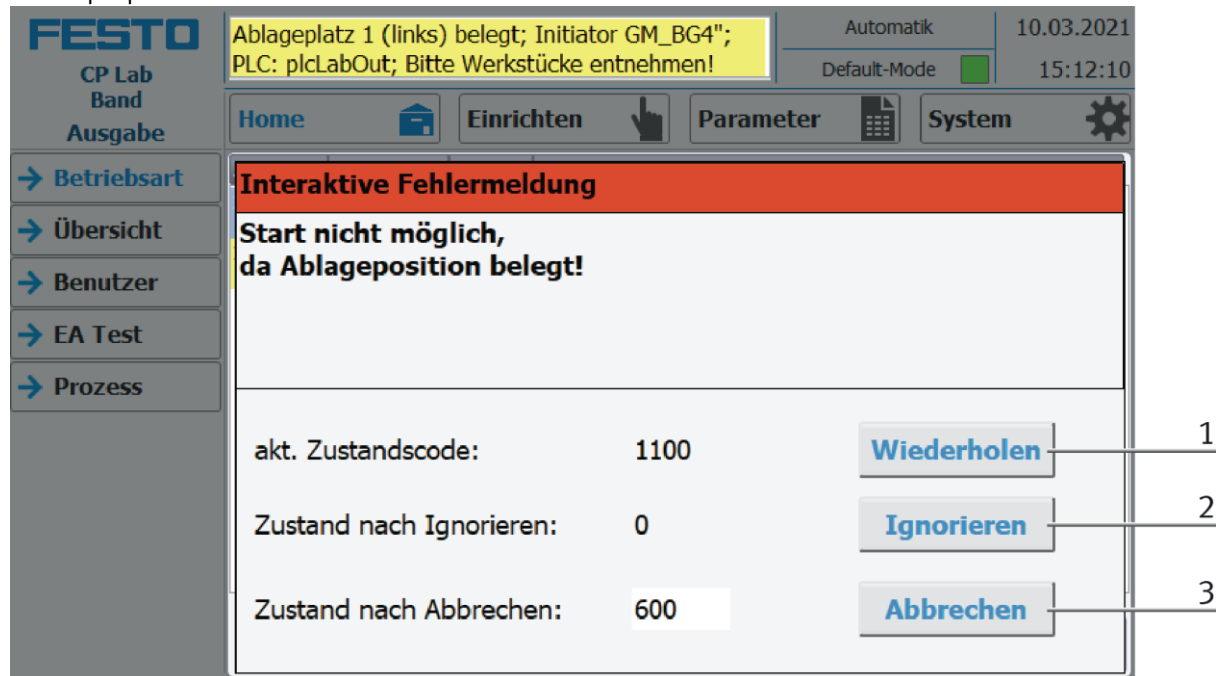 FESTO
CP Lab
Band
Ausgabe
Ablageplatz 1 (links) belegt; Initiator GM_BG4";
PLC: plcLabOut; Bitte Werkstücke entnehmen!
Automatik
Default-Mode
10.03.2021
15:12:10
Home
Einrichten
Parameter
System
Betriebsart
Übersicht
Benutzer
EA Test
Prozess
Interaktive Fehlermeldung
Start nicht möglich,
da Ablageposition belegt!
akt. Zustandscode: 1100 Wiederholen 1
Zustand nach Ignorieren: 0 Ignorieren 2
Zustand nach Abbrechen: 600 Abbrechen 3